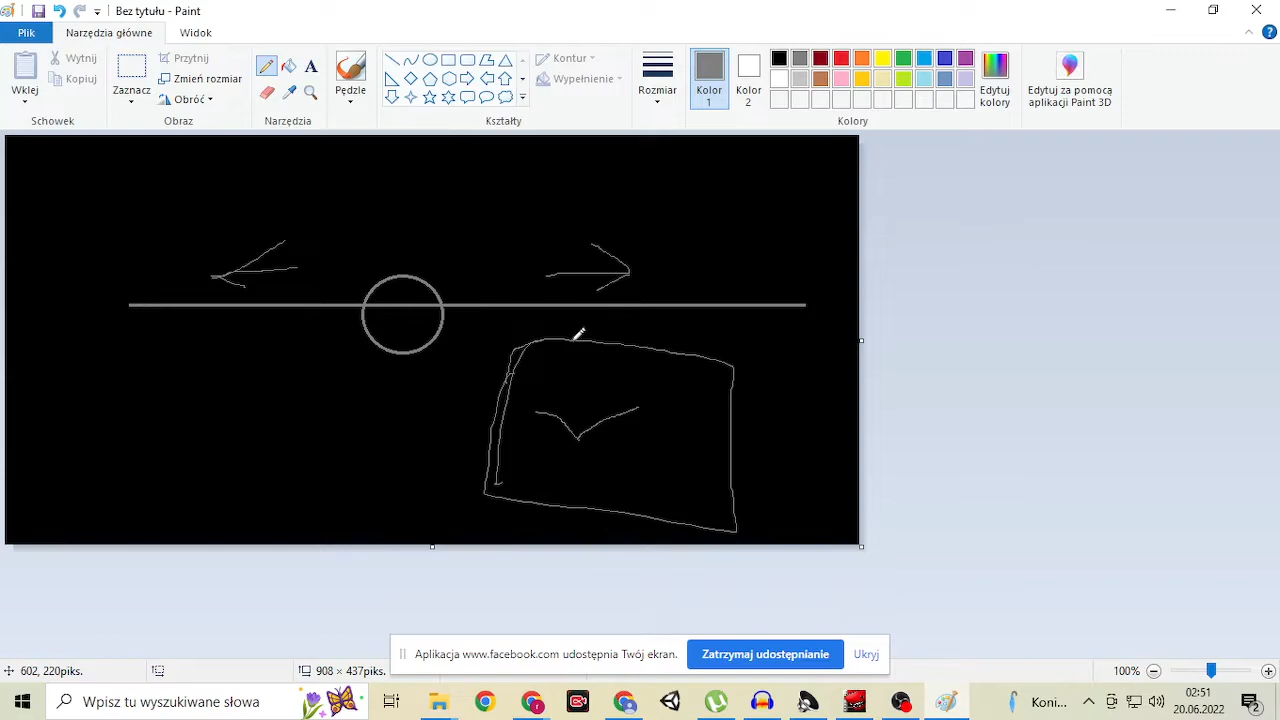 Bez tytułu - Paint
Plik Narzędzia główne Widok
Wklej
Wytnij
Kopiuj
Zaznacz
Przytnij
Zmień rozmiar
Obróć
A
Pędzle
Kontur
Wypełnienie
Rozmiar
Kolor 1
Kolor 2
Edytuj kolory
Edytuj za pomocą aplikacji Paint 3D
Schowek Obraz Narzędzia Kształty Kolory
Aplikacja www.facebook.com udostępnia Twój ekran. Zatrzymaj udostępnianie Ukryj
602, 220piks. 908 × 437piks. 100%
Wpisz tu wyszukiwane słowa Koni... 02:51
20.06.2022 2